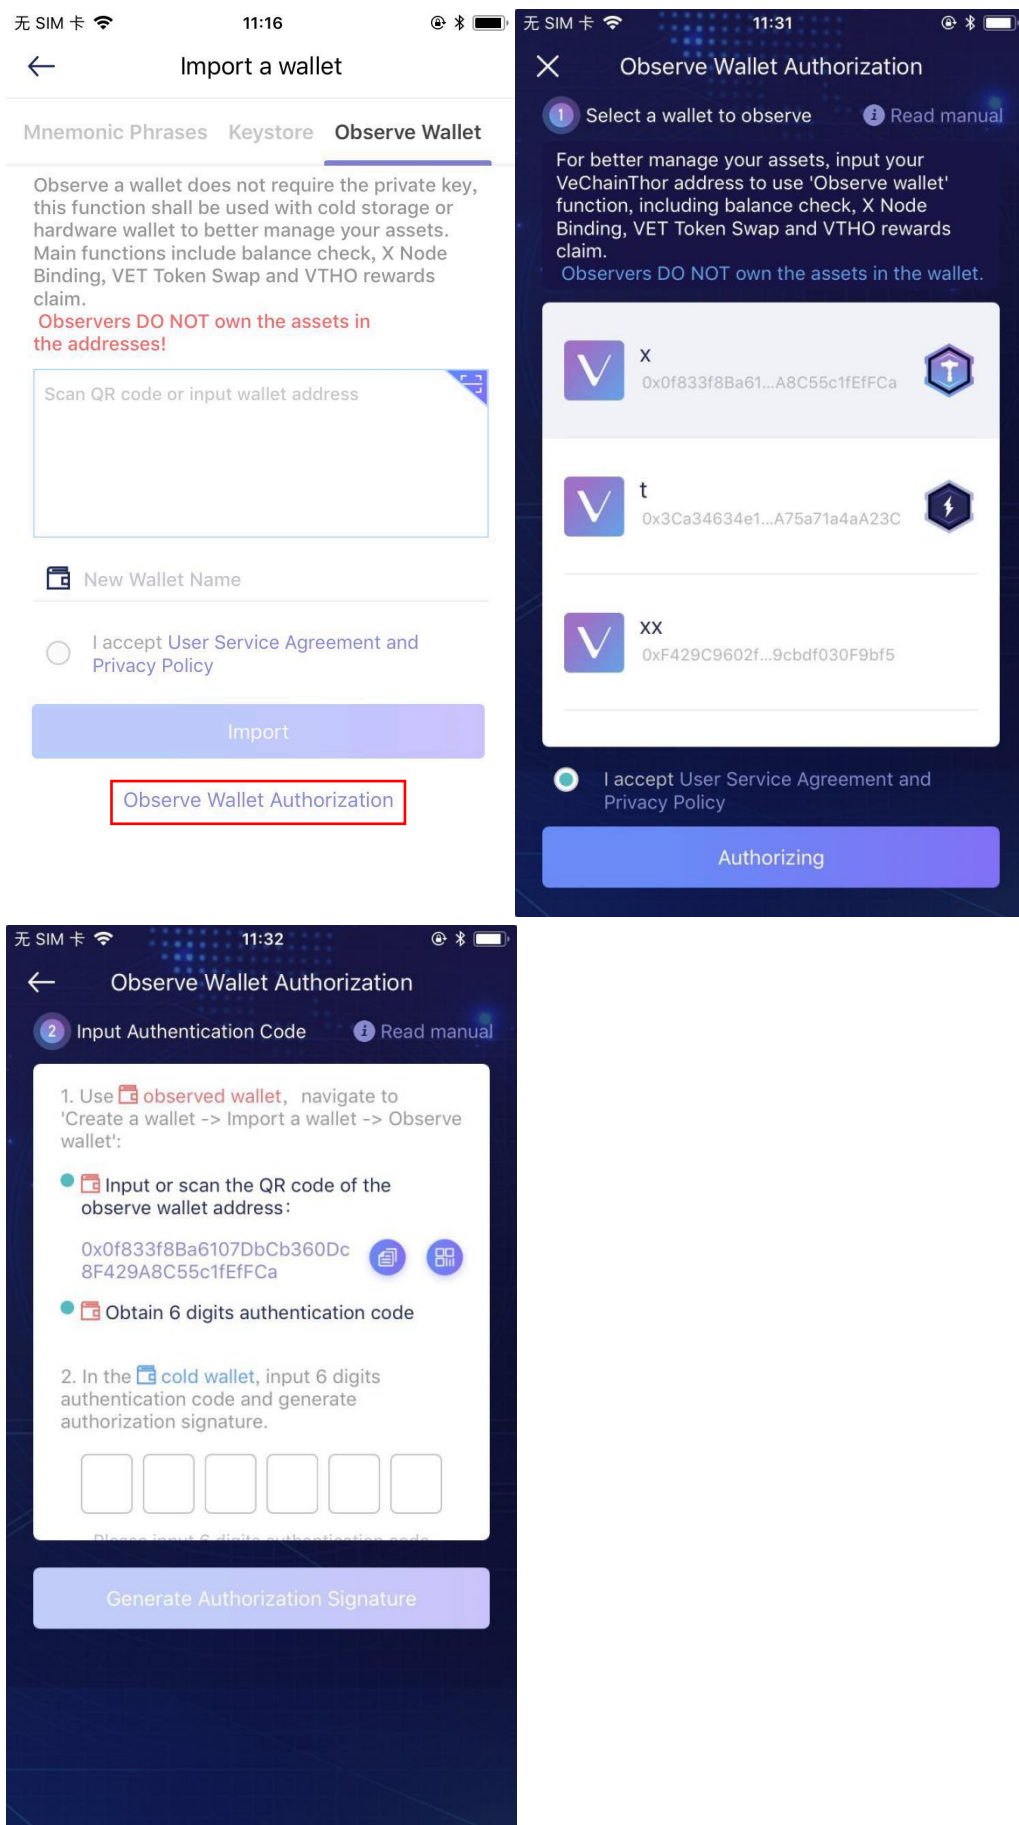 无 SIM 卡
11:16
Import a wallet
Mnemonic Phrases Keystore Observe Wallet
Observe a wallet does not require the private key,
this function shall be used with cold storage or
hardware wallet to better manage your assets.
Main functions include balance check, X Node
Binding, VET Token Swap and VTHO rewards
claim.
Observers DO NOT own the assets in
the addresses!
Scan QR code or input wallet address
New Wallet Name
I accept User Service Agreement and
Privacy Policy
Import
Observe Wallet Authorization
无 SIM 卡
11:31
Observe Wallet Authorization
1 Select a wallet to observe
Read manual
For better manage your assets, input your
VeChainThor address to use 'Observe wallet'
function, including balance check, X Node
Binding, VET Token Swap and VTHO rewards
claim.
Observers DO NOT own the assets in the wallet.
x
0x0f833f8Ba61...A8C55c1fEfFCa
t
0x3Ca34634e1...A75a71a4aA23C
xx
0xF429C9602f...9cbdf030F9bf5
I accept User Service Agreement and
Privacy Policy
Authorizing
无 SIM 卡
11:32
Observe Wallet Authorization
2 Input Authentication Code
Read manual
1. Use observed wallet, navigate to
'Create a wallet -> Import a wallet -> Observe
wallet':
Input or scan the QR code of the
observe wallet address:
0x0f833f8Ba6107DbCb360Dc
8F429A8C55c1fEfFCa
Obtain 6 digits authentication code
2. In the cold wallet, input 6 digits
authentication code and generate
authorization signature.
Please input 6 digits authentication code
Generate Authorization Signature